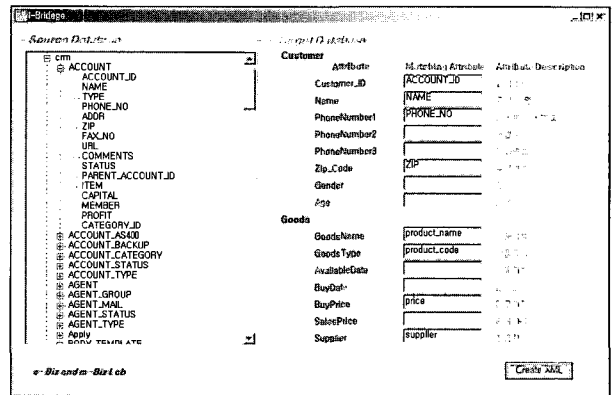 I-Bridege
Source Database
Target Database
crm
ACCOUNT
ACCOUNT_ID
NAME
TYPE
PHONE_NO
ADDR
ZIP
FAX_NO
URL
COMMENTS
STATUS
PARENT_ACCOUNT_ID
ITEM
CAPITAL
MEMBER
PROFIT
CATEGORY_ID
ACCOUNT_AS400
ACCOUNT_BACKUP
ACCOUNT_CATEGORY
ACCOUNT_STATUS
ACCOUNT_TYPE
AGENT
AGENT_GROUP
AGENT_MAIL
AGENT_STATUS
AGENT_TYPE
Apply
BODY_TEMPLATE
Customer
Attribute Matching Attribute Attribute Description
Customer_ID ACCOUNT_ID
Name NAME
PhoneNumber1 PHONE_NO
PhoneNumber2
PhoneNumber3
Zip_Code ZIP
Gender
Age
Goods
GoodsName product_name
GoodsType product_code
AvailableDate
BuyDate
BuyPrice price
SalesPrice
Supplier supplier
e-Biz and m-Biz Lab
Create XML